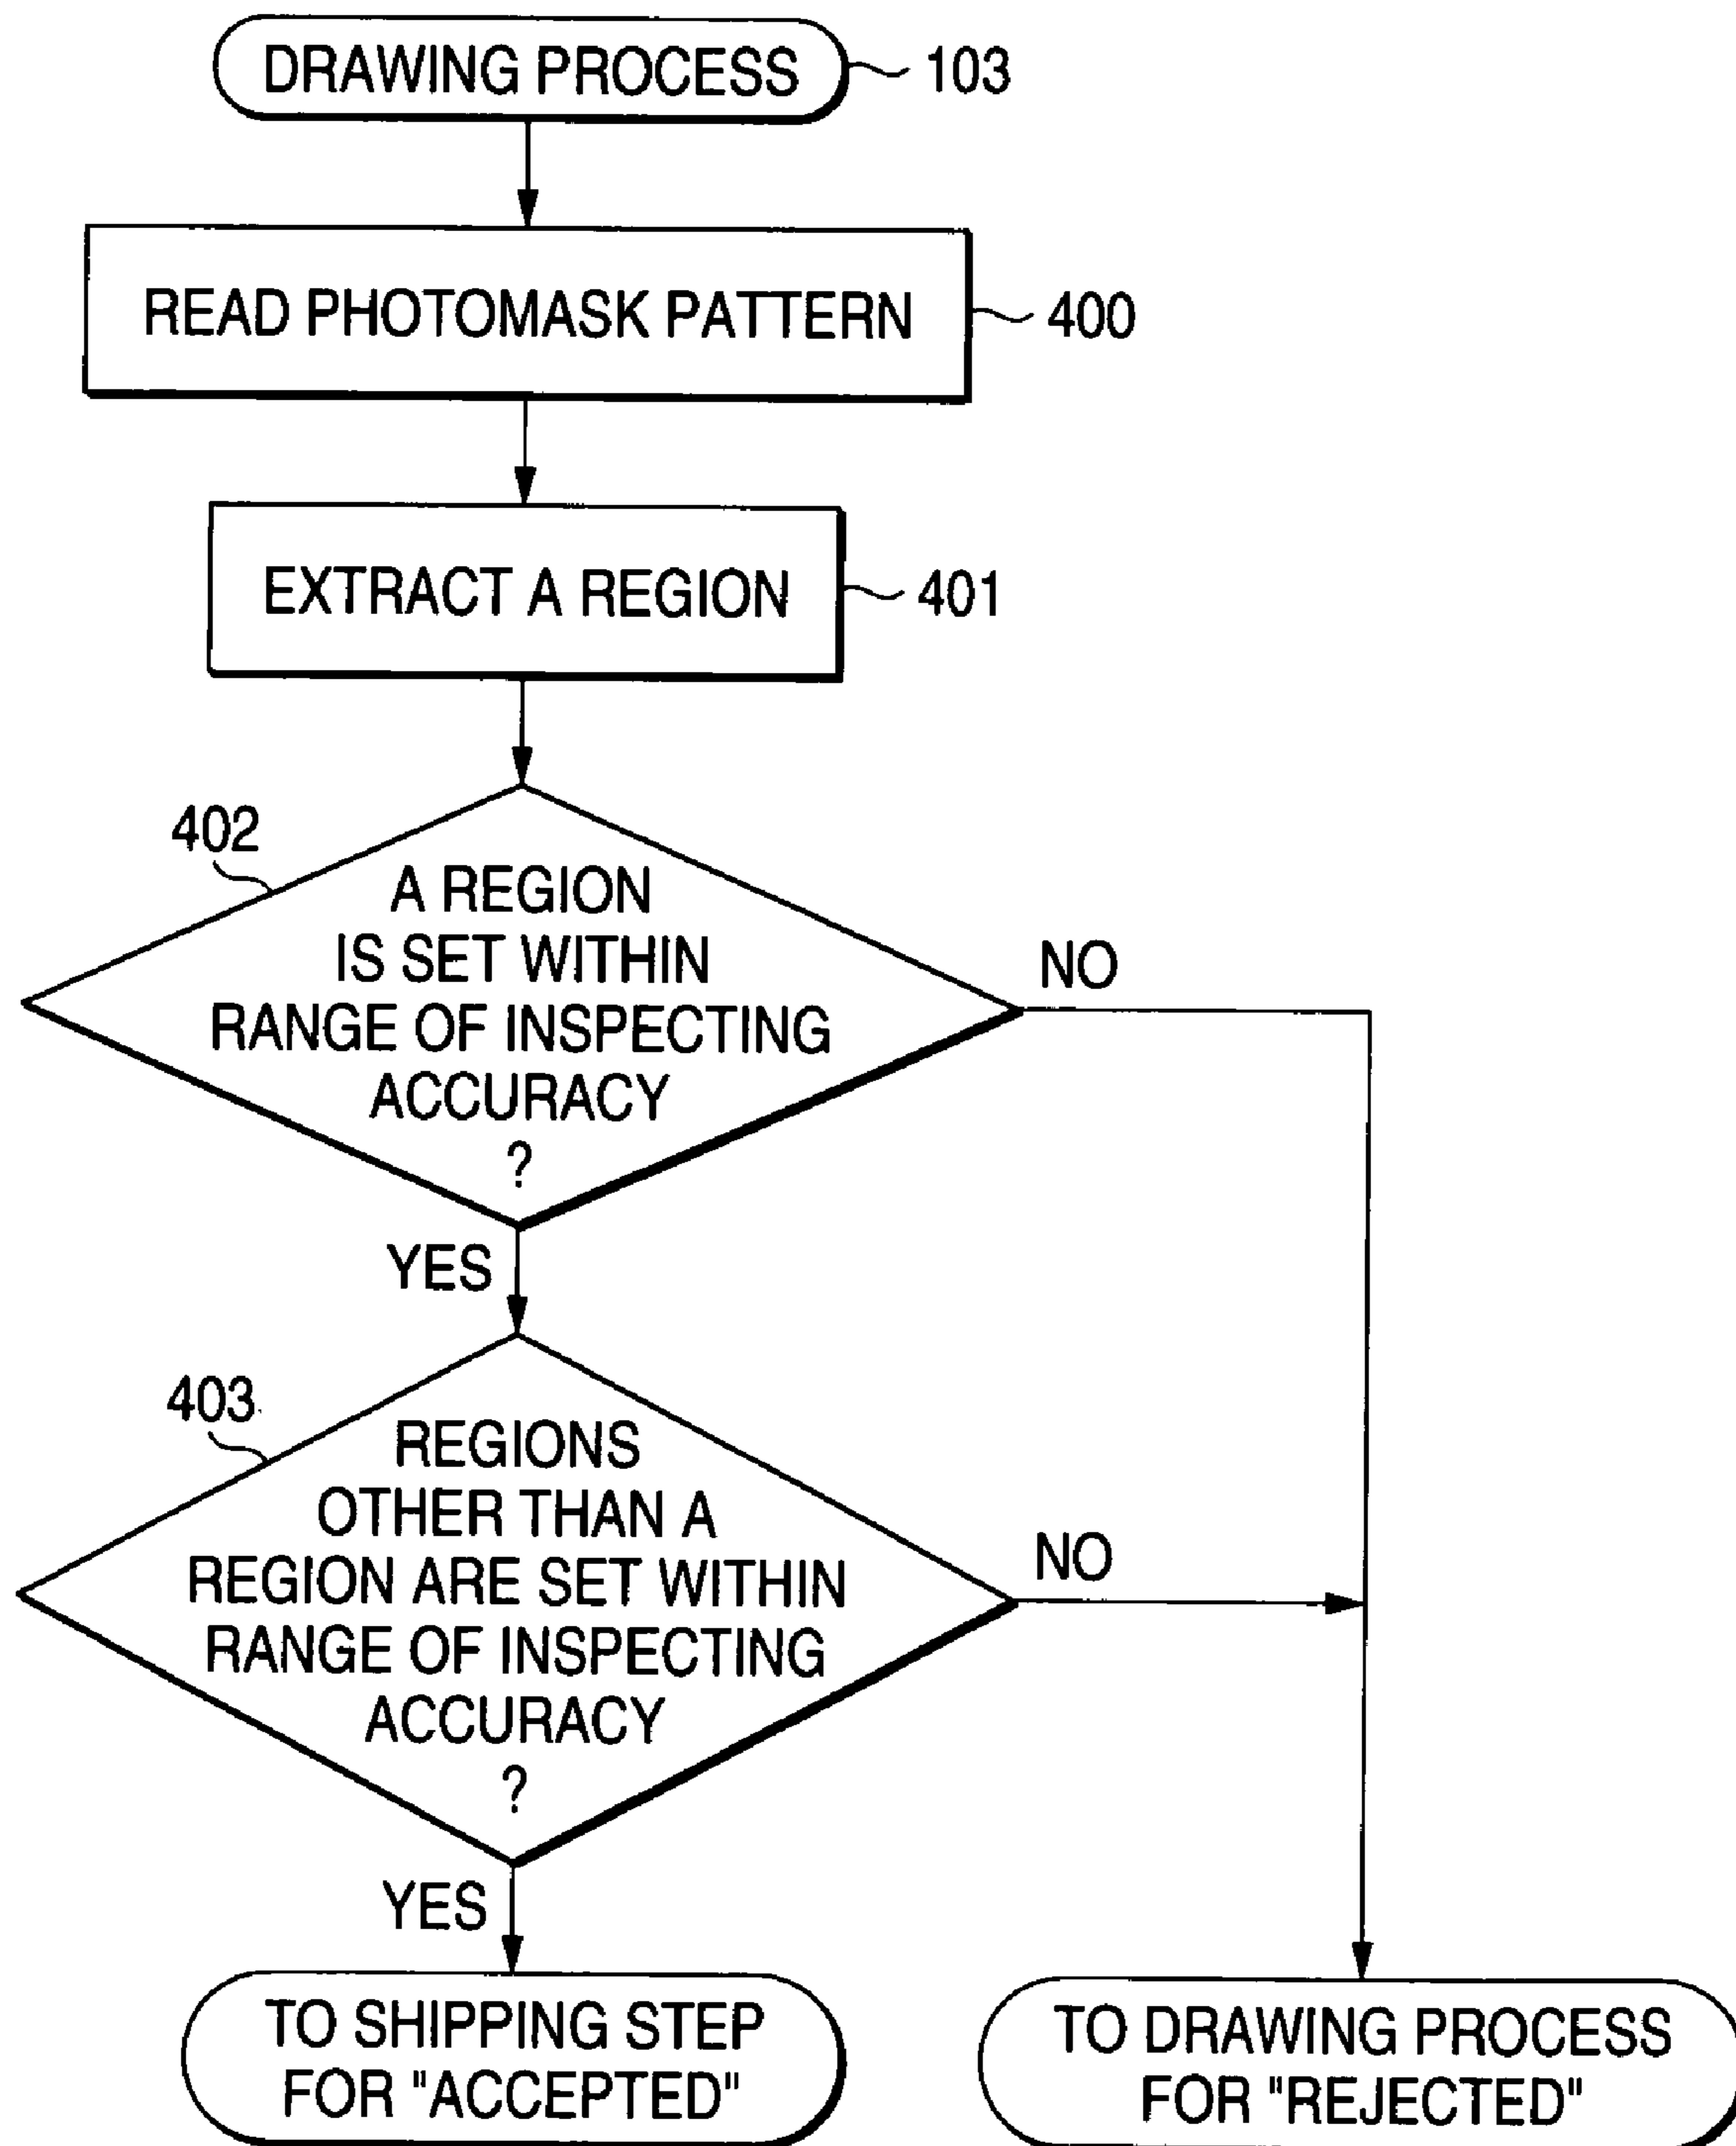 DRAWING PROCESS
103
READ PHOTOMASK PATTERN
400
EXTRACT A REGION
401
402
A REGION
IS SET WITHIN
RANGE OF INSPECTING
ACCURACY
?
NO
YES
403
REGIONS
OTHER THAN A
REGION ARE SET WITHIN
RANGE OF INSPECTING
ACCURACY
?
NO
YES
TO SHIPPING STEP
FOR "ACCEPTED"
TO DRAWING PROCESS
FOR "REJECTED"